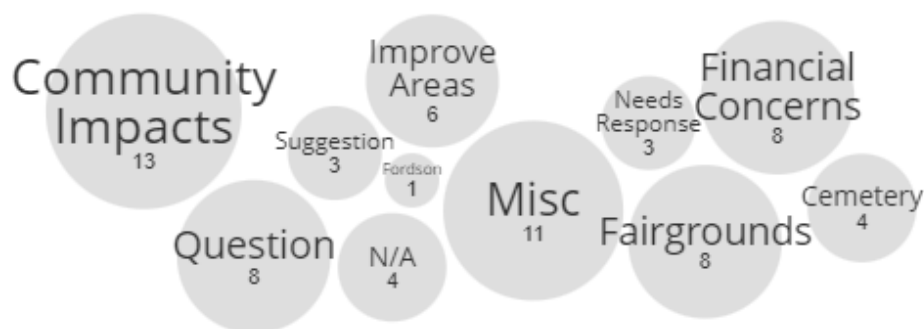 Community
Impacts
13
Suggestion
3
Improve
Areas
6
Fordson
1
Question
8
N/A
4
Misc
11
Needs
Response
3
Financial
Concerns
8
Fairgrounds
8
Cemetery
4